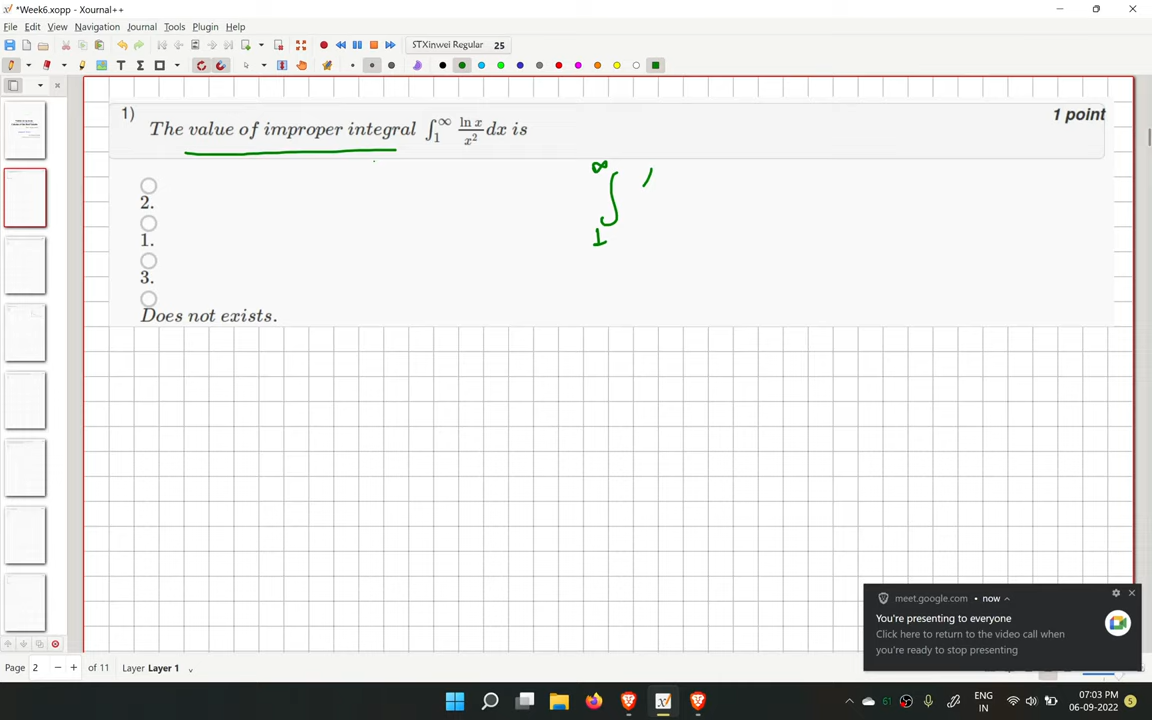 *Week6.xopp - Xournal++
File Edit View Navigation Journal Tools Plugin Help
STXinwei Regular 25
1) The value of improper integral ∫₁^∞ ln x / x² dx is
1 point
∞
∫
1
2.
1.
3.
Does not exists.
meet.google.com • now
You're presenting to everyone
Click here to return to the video call when
you're ready to stop presenting
Page 2 of 11 Layer Layer 1
61
ENG
IN
07:03 PM
06-09-2022
5